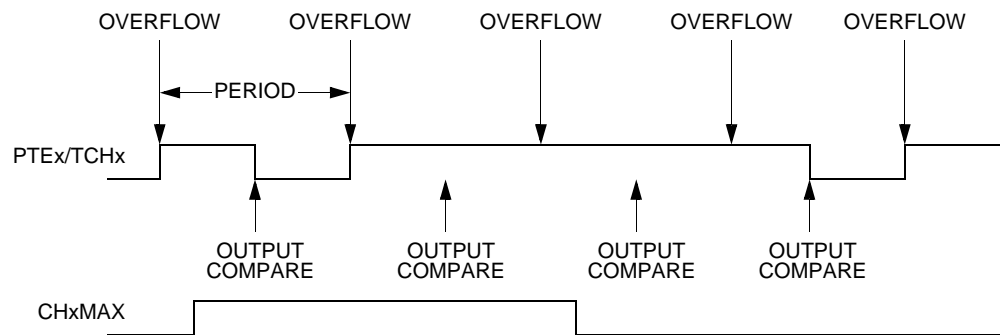 OVERFLOW OVERFLOW OVERFLOW OVERFLOW OVERFLOW
PERIOD
PTEx/TCHx
OUTPUT COMPARE
OUTPUT COMPARE
OUTPUT COMPARE
OUTPUT COMPARE
CHxMAX